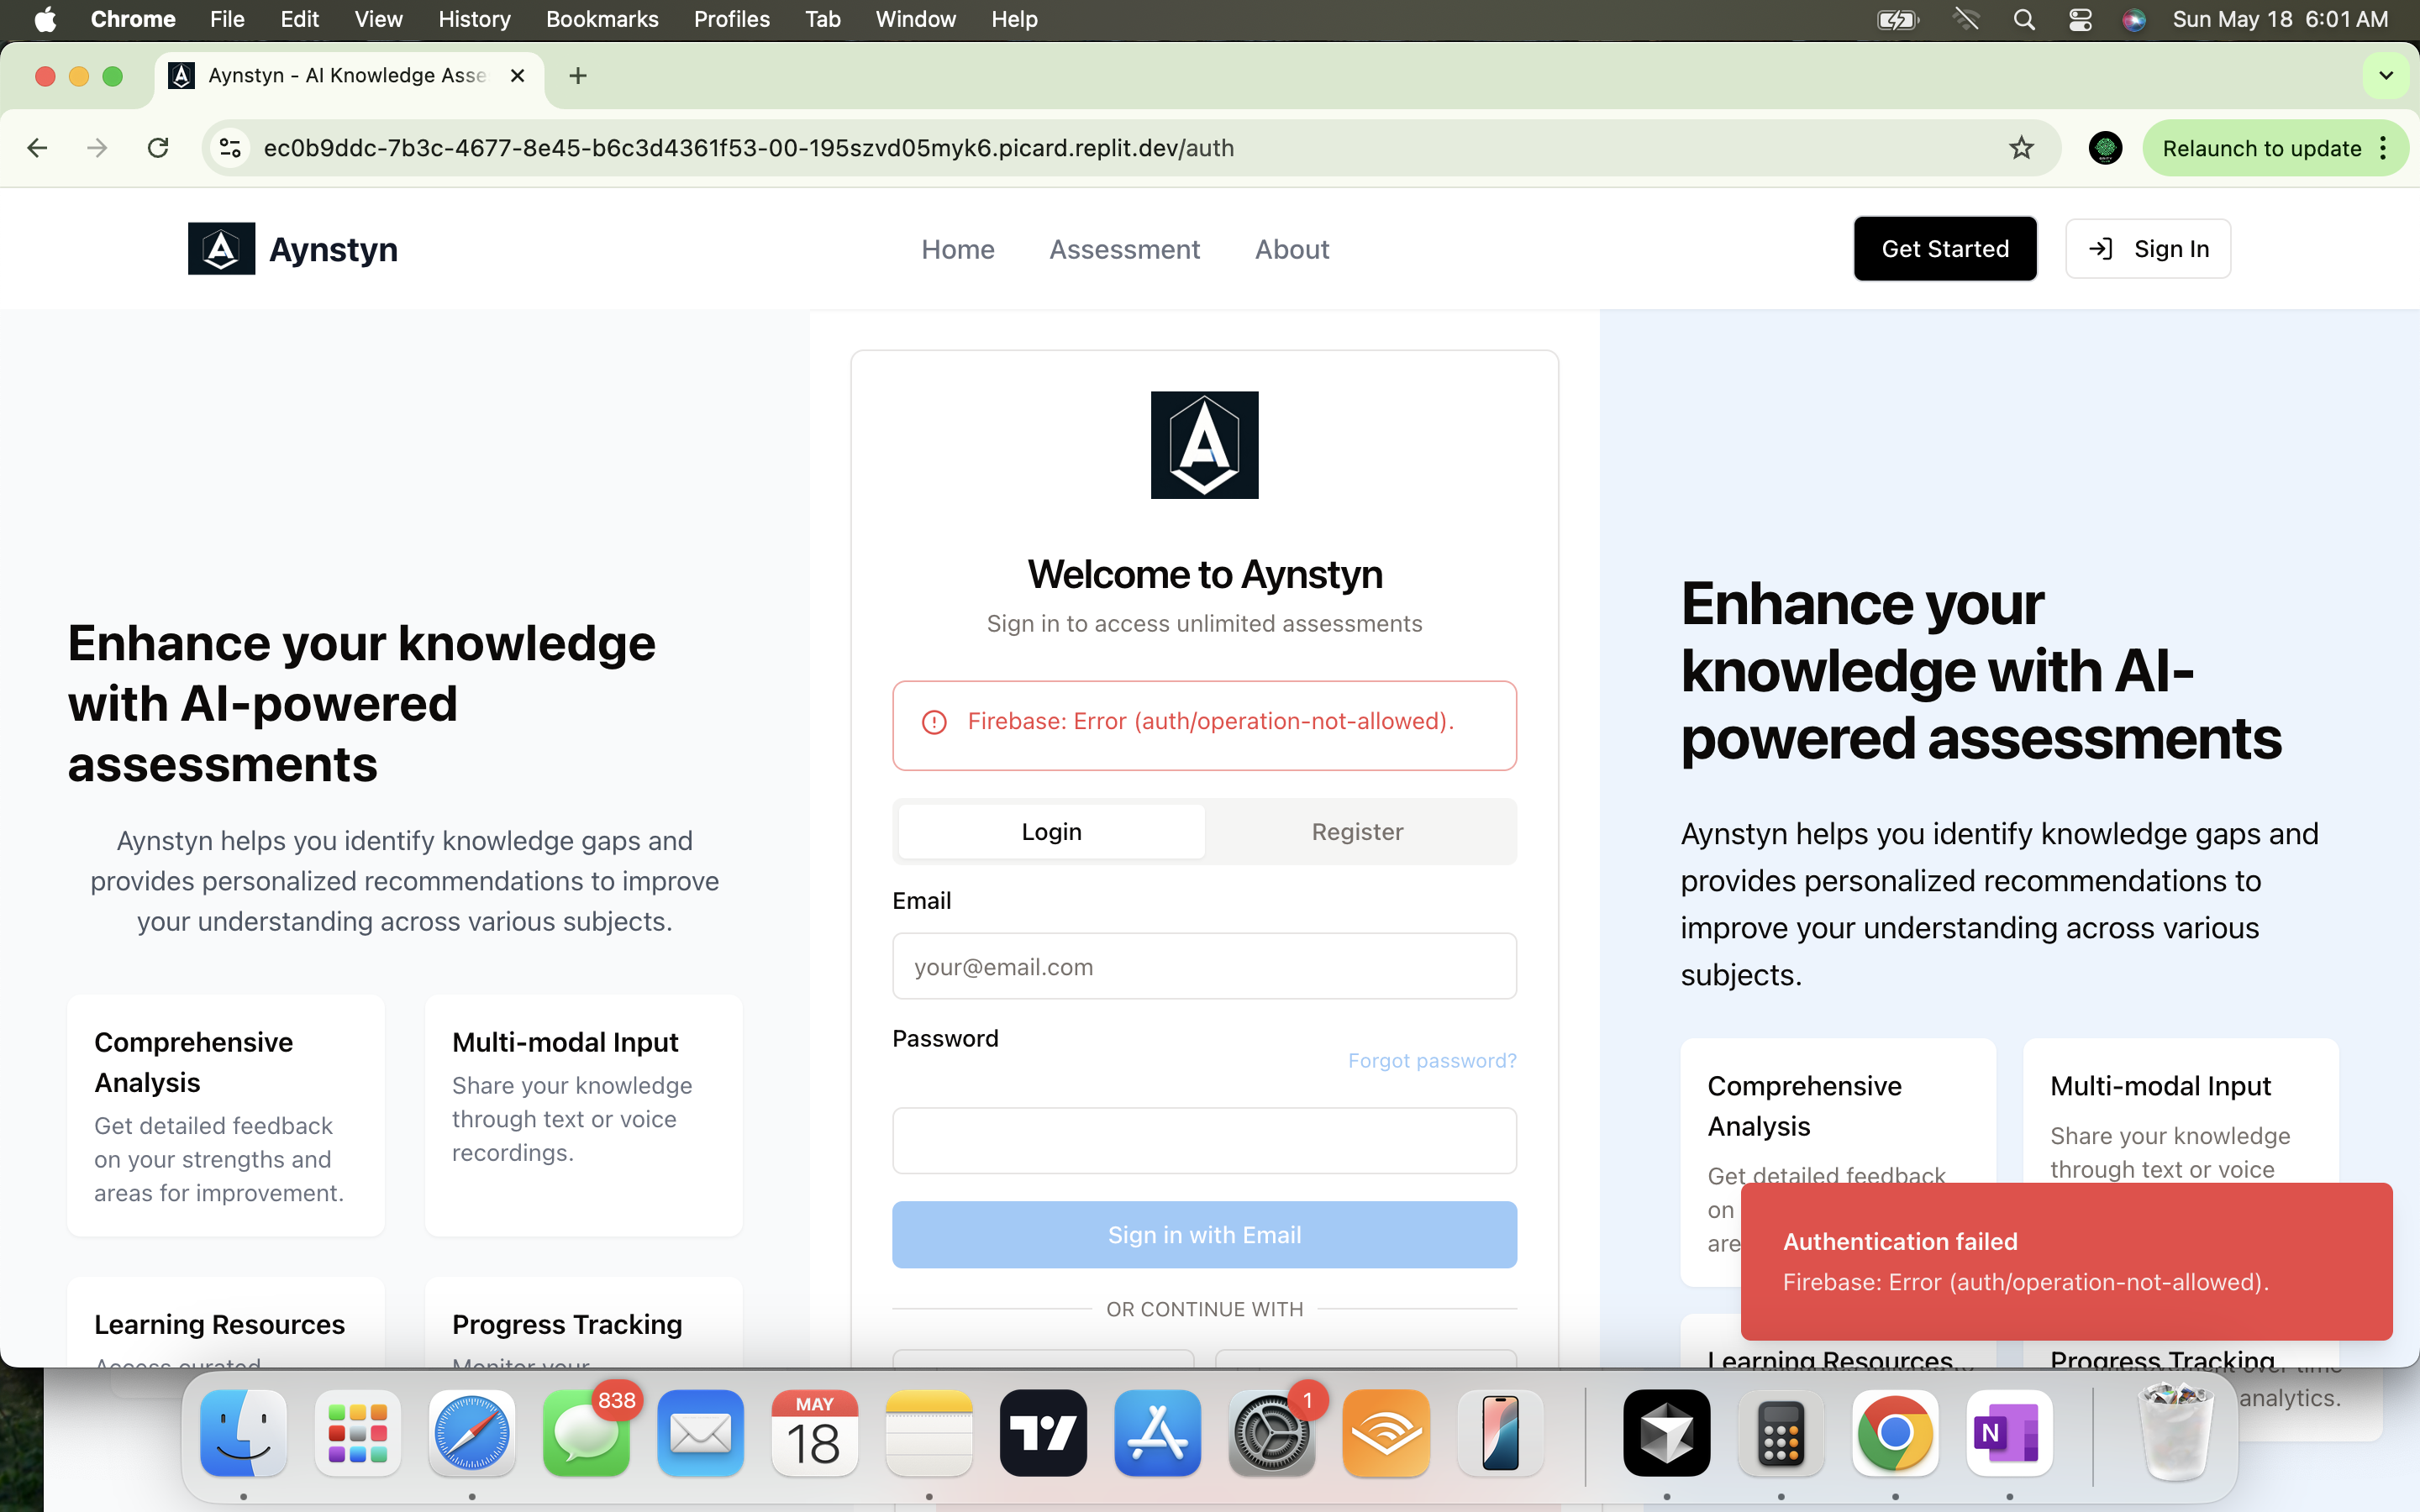 Chrome File Edit View History Bookmarks Profiles Tab Window Help Sun May 18 6:01 AM
Aynstyn - AI Knowledge Asse
ec0b9ddc-7b3c-4677-8e45-b6c3d4361f53-00-195szvd05myk6.picard.replit.dev/auth
Relaunch to update
Aynstyn
Home Assessment About
Get Started
Sign In
Enhance your knowledge
with AI-powered
assessments
Aynstyn helps you identify knowledge gaps and
provides personalized recommendations to improve
your understanding across various subjects.
Comprehensive
Analysis
Get detailed feedback
on your strengths and
areas for improvement.
Multi-modal Input
Share your knowledge
through text or voice
recordings.
Learning Resources
Access curated
Progress Tracking
Monitor your
Welcome to Aynstyn
Sign in to access unlimited assessments
Firebase: Error (auth/operation-not-allowed).
Login Register
Email
your@email.com
Password
Forgot password?
Sign in with Email
OR CONTINUE WITH
Enhance your
knowledge with AI-
powered assessments
Aynstyn helps you identify knowledge gaps and
provides personalized recommendations to
improve your understanding across various
subjects.
Comprehensive
Analysis
Get detailed feedback
on
are
Multi-modal Input
Share your knowledge
through text or voice
Authentication failed
Firebase: Error (auth/operation-not-allowed).
Learning Resources
Progress Tracking
over time
analytics.
838
MAY
18
1
N